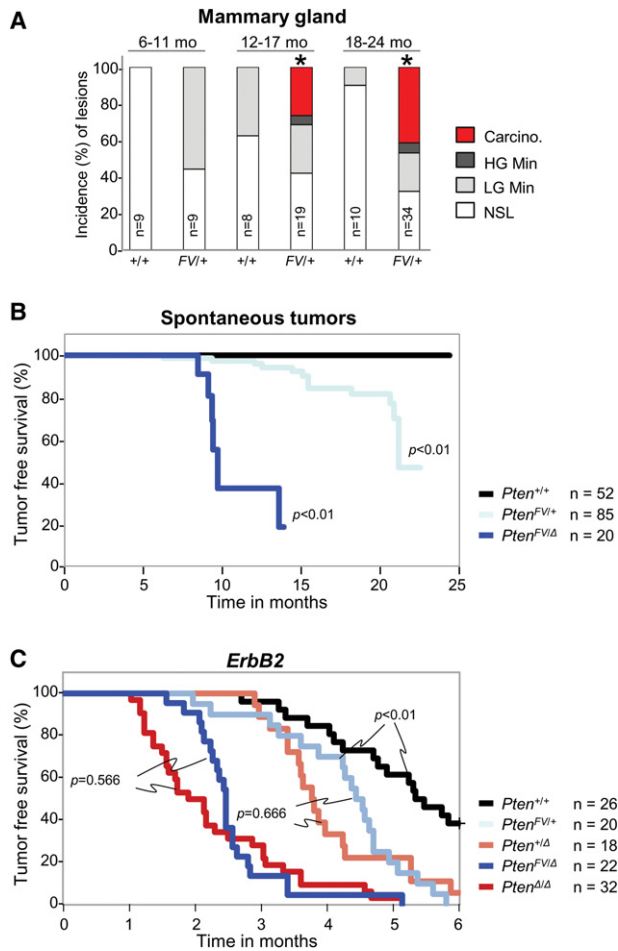 A
Mammary gland
6-11 mo 12-17 mo 18-24 mo
* *
Incidence (%) of lesions
100
80
60
40
20
0
n=9 n=9 n=8 n=19 n=10 n=34
+/+ FV/+ +/+ FV/+ +/+ FV/+
Carcino.
HG Min
LG Min
NSL
B
Spontaneous tumors
Tumor free survival (%)
100
80
60
40
20
p<0.01
p<0.01
0 5 10 15 20 25
Time in months
Pten+/+ n = 52
PtenFV/+ n = 85
PtenFV/Δ n = 20
C
ErbB2
Tumor free survival (%)
100
80
60
40
20
0
p<0.01
p=0.566
p=0.666
0 1 2 3 4 5 6
Time in months
Pten+/+ n = 26
PtenFV/+ n = 20
Pten+/Δ n = 18
PtenFV/Δ n = 22
PtenΔ/Δ n = 32